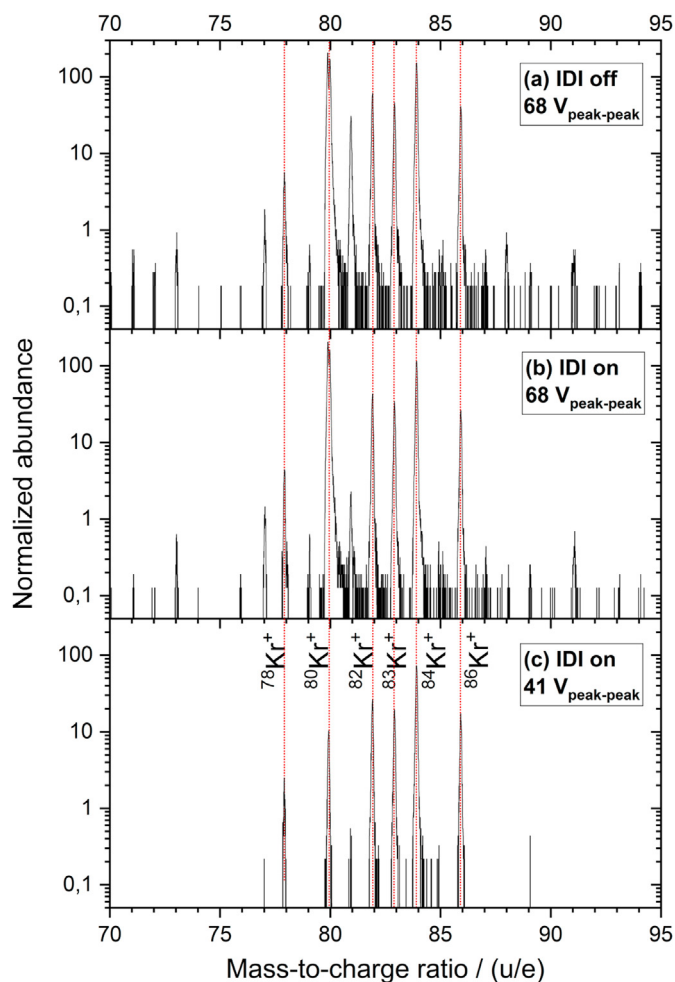 70 75 80 85 90 95
100
10
1
0,1
(a) IDI off
68 Vpeak-peak
100
10
1
0,1
(b) IDI on
68 Vpeak-peak
100
10
1
0,1
78Kr+
80Kr+
82Kr+
83Kr+
84Kr+
86Kr+
(c) IDI on
41 Vpeak-peak
70 75 80 85 90 95
Normalized abundance
Mass-to-charge ratio / (u/e)